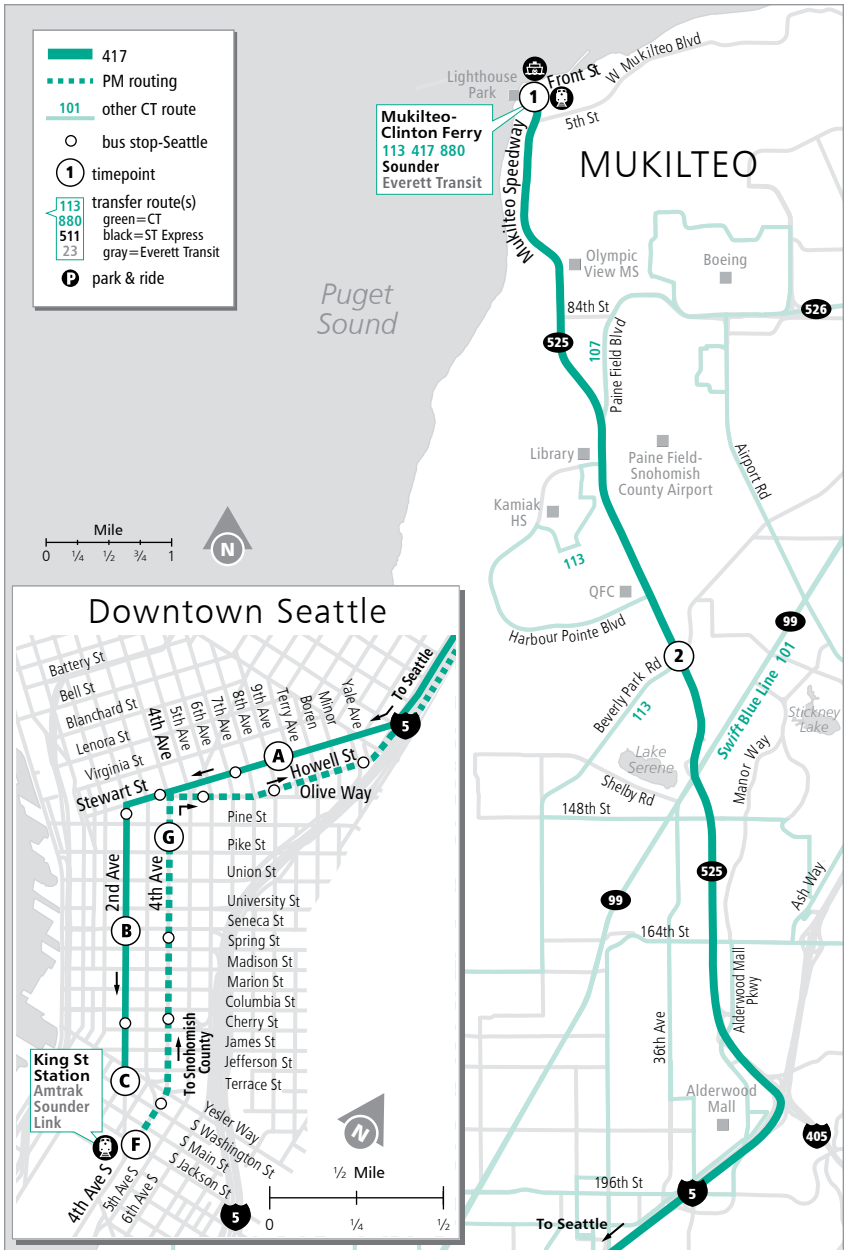 417
PM routing
101
other CT route
bus stop-Seattle
1
timepoint
113
880
511
23
transfer route(s)
green=CT
black=ST Express
gray=Everett Transit
P
park & ride
Lighthouse
Park
1
Front St
W Mukilteo Blvd
5th St
Mukilteo-
Clinton Ferry
113 417 880
Sounder
Everett Transit
Mukilteo Speedway
MUKILTEO
Olympic
View MS
Boeing
84th St
526
525
107
Paine Field Blvd
Puget
Sound
Library
Paine Field-
Snohomish
County Airport
Airport Rd
Kamiak
HS
113
QFC
Harbour Pointe Blvd
99
2
Beverly Park Rd
113
Swift Blue Line 101
Stickney
Lake
Lake
Serene
Manor Way
Shelby Rd
148th St
525
Ash Way
99
164th St
Alderwood Mall
Pkwy
36th Ave
Alderwood
Mall
405
196th St
5
To Seattle
Mile
0 ¼ ½ ¾ 1
N
Downtown Seattle
Battery St
Bell St
Blanchard St
Lenora St
Virginia St
Stewart St
4th Ave
5th Ave
6th Ave
7th Ave
8th Ave
9th Ave
Terry Ave
Boren
Minor
Yale Ave
To Seattle
5
A
Howell St
Olive Way
G
Pine St
Pike St
Union St
University St
Seneca St
Spring St
Madison St
Marion St
Columbia St
Cherry St
James St
Jefferson St
Terrace St
2nd Ave
4th Ave
B
C
To Snohomish
County
King St
Station
Amtrak
Sounder
Link
F
Yesler Way
S Washington St
S Main St
S Jackson St
4th Ave S
5th Ave S
6th Ave S
5
N
½ Mile
0 ¼ ½